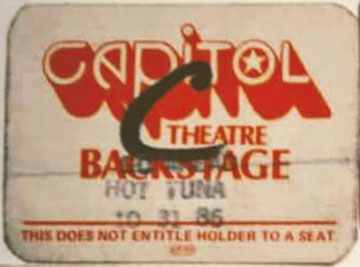 CAPITOL
C
THEATRE
BACKSTAGE
HOT TUNA
10 31 86
THIS DOES NOT ENTITLE HOLDER TO A SEAT